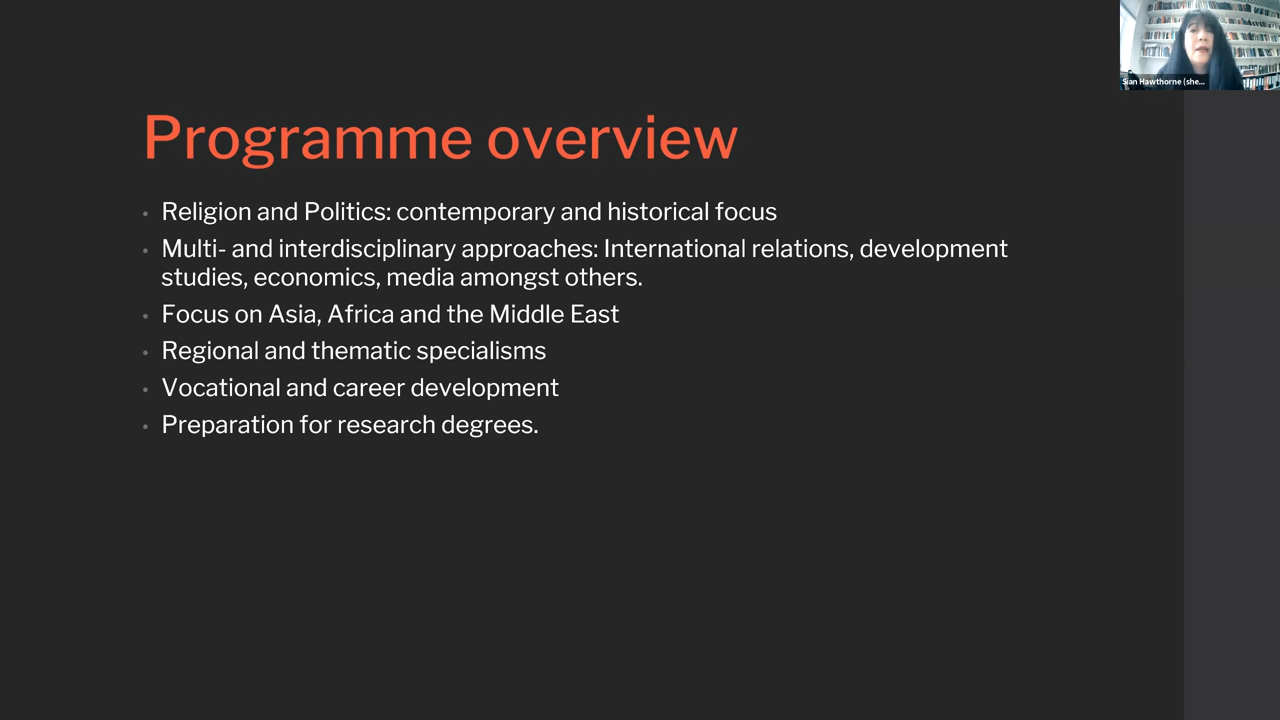 Sian Hawthorne (she...
Programme overview
• Religion and Politics: contemporary and historical focus
• Multi- and interdisciplinary approaches: International relations, development
studies, economics, media amongst others.
• Focus on Asia, Africa and the Middle East
• Regional and thematic specialisms
• Vocational and career development
• Preparation for research degrees.